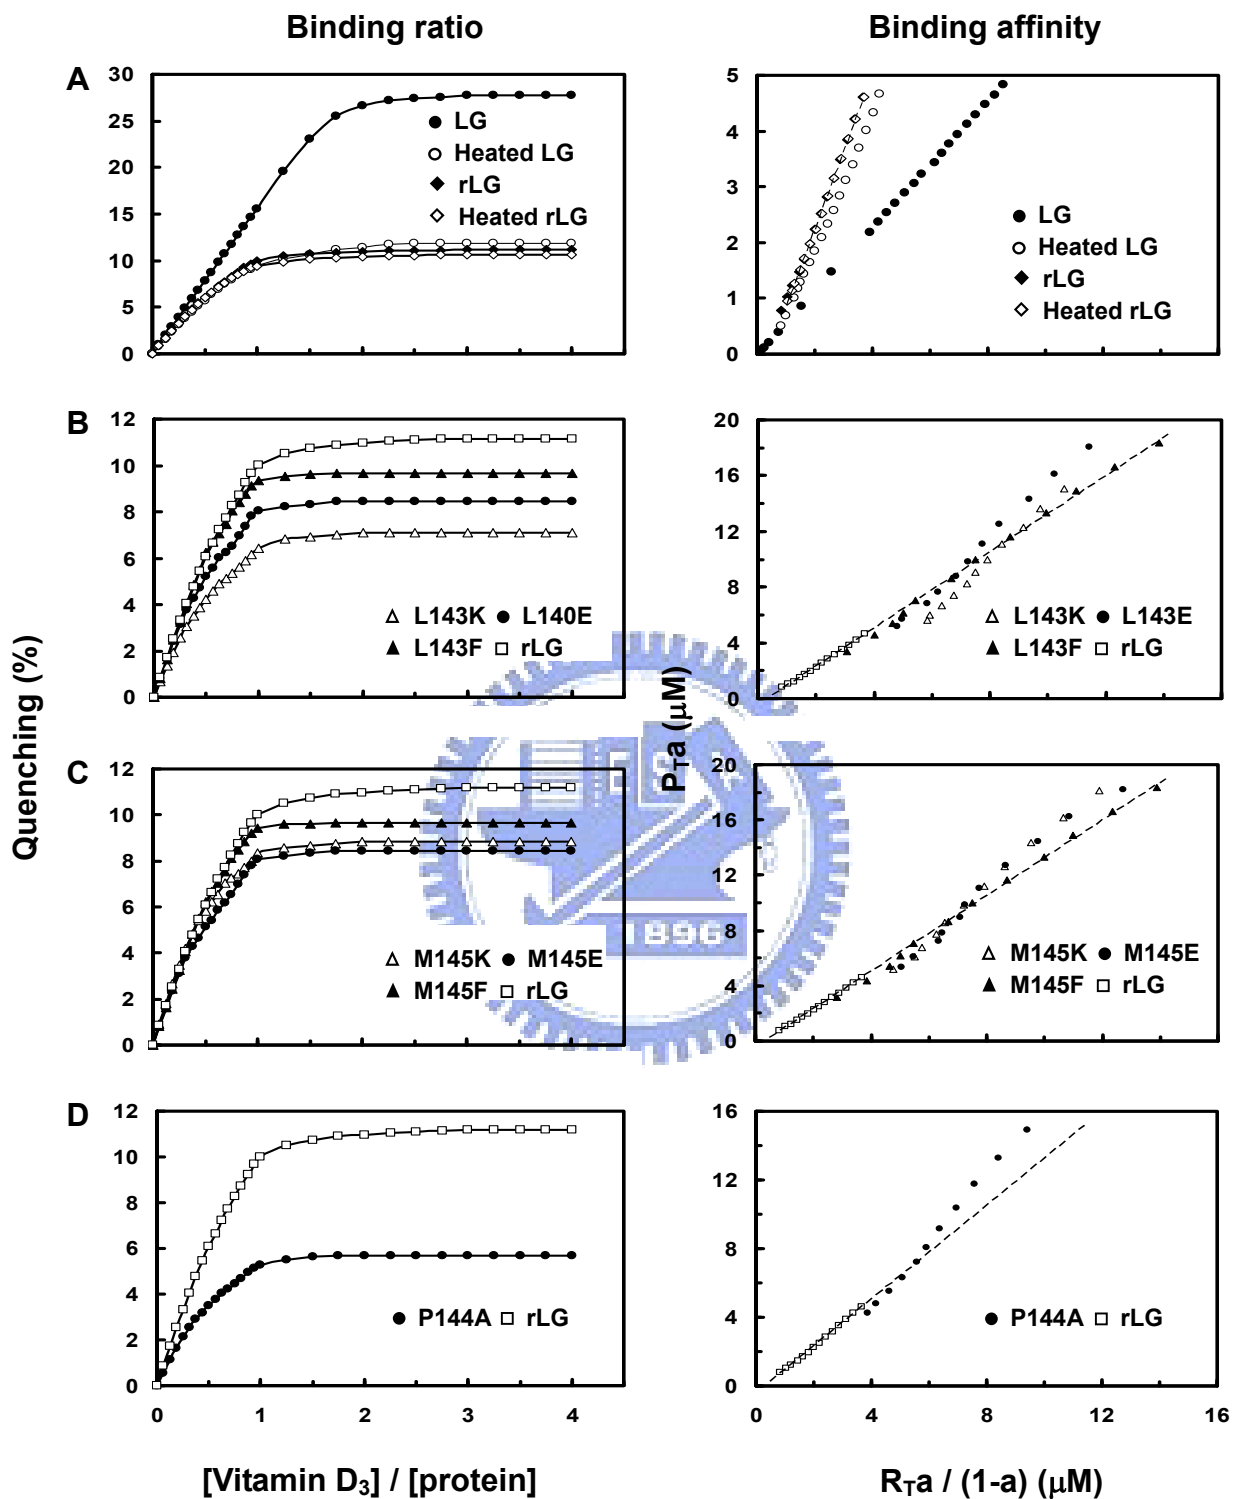 Binding ratio
Binding affinity
A
30
25
20
15
10
5
0
LG
Heated LG
rLG
Heated rLG
5
4
3
2
1
0
LG
Heated LG
rLG
Heated rLG
B
12
10
8
6
4
2
0
L143K L140E
L143F rLG
20
16
12
8
4
0
L143K L143E
L143F rLG
Quenching (%)
PTa (μM)
C
12
10
8
6
4
2
0
M145K M145E
M145F rLG
20
16
12
8
4
0
M145K M145E
M145F rLG
1896
D
12
10
8
6
4
2
0
P144A rLG
0 1 2 3 4
16
12
8
4
0
P144A rLG
0 4 8 12 16
[Vitamin D3] / [protein]
RTa / (1-a) (μM)